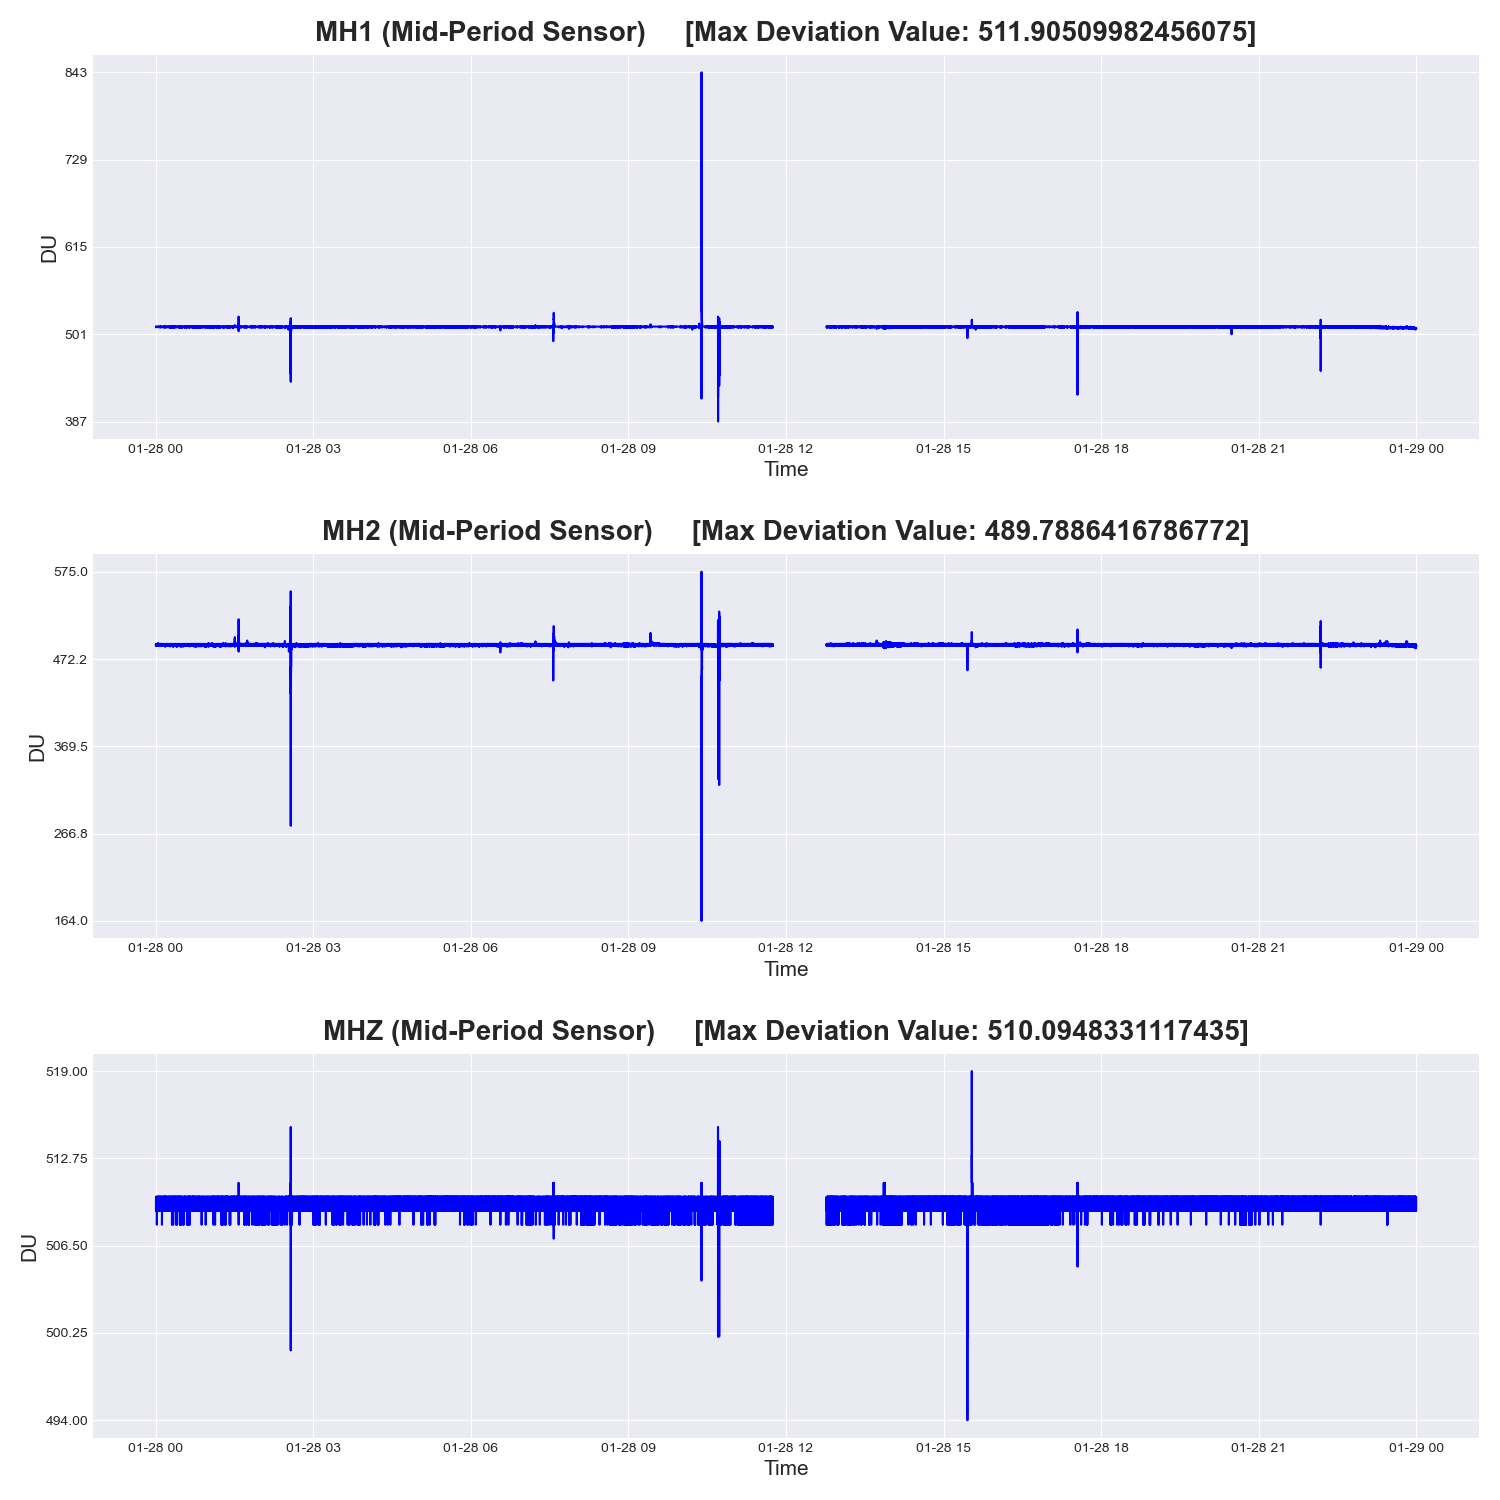 MH1 (Mid-Period Sensor) [Max Deviation Value: 511.90509982456075]
843
729
615
501
387
DU
01-28 00 01-28 03 01-28 06 01-28 09 01-28 12 01-28 15 01-28 18 01-28 21 01-29 00
Time
MH2 (Mid-Period Sensor) [Max Deviation Value: 489.7886416786772]
575.0
472.2
369.5
266.8
164.0
DU
01-28 00 01-28 03 01-28 06 01-28 09 01-28 12 01-28 15 01-28 18 01-28 21 01-29 00
Time
MHZ (Mid-Period Sensor) [Max Deviation Value: 510.0948331117435]
519.00
512.75
506.50
500.25
494.00
DU
01-28 00 01-28 03 01-28 06 01-28 09 01-28 12 01-28 15 01-28 18 01-28 21 01-29 00
Time